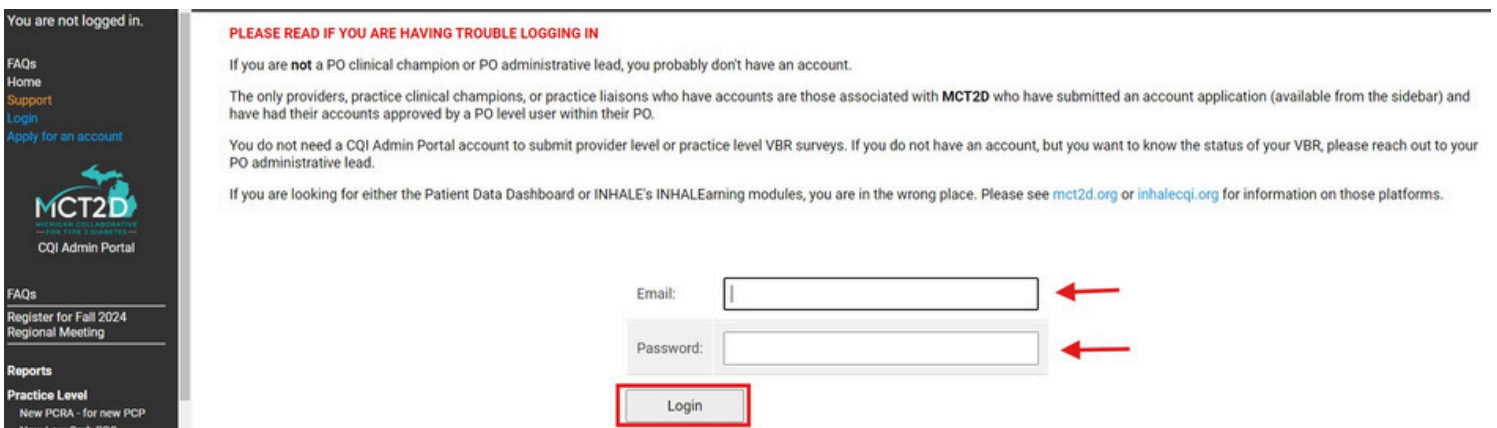 You are not logged in.
FAQs
Home
Support
Login
Apply for an account
MCT2D
MICHIGAN COLLABORATIVE
FOR TYPE 2 DIABETES
CQI Admin Portal
FAQs
Register for Fall 2024
Regional Meeting
Reports
Practice Level
New PCRA - for new PCP
PLEASE READ IF YOU ARE HAVING TROUBLE LOGGING IN
If you are not a PO clinical champion or PO administrative lead, you probably don't have an account.
The only providers, practice clinical champions, or practice liaisons who have accounts are those associated with MCT2D who have submitted an account application (available from the sidebar) and
have had their accounts approved by a PO level user within their PO.
You do not need a CQI Admin Portal account to submit provider level or practice level VBR surveys. If you do not have an account, but you want to know the status of your VBR, please reach out to your
PO administrative lead.
If you are looking for either the Patient Data Dashboard or INHALE's INHALEarning modules, you are in the wrong place. Please see mct2d.org or inhalecqi.org for information on those platforms.
Email:
Password:
Login